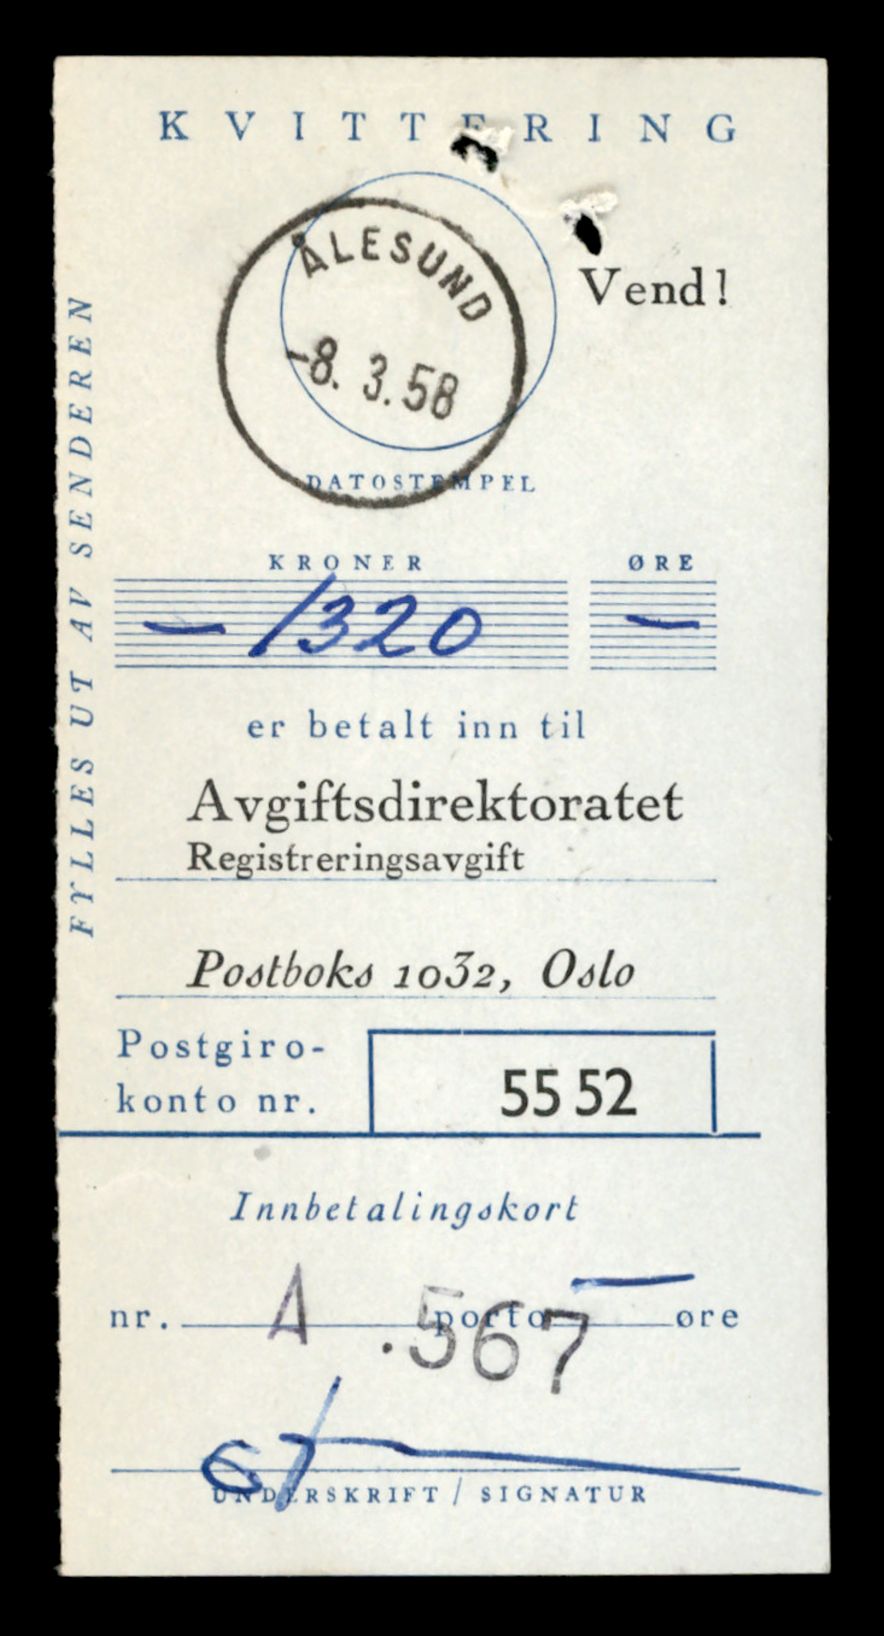 KVITTERING
ÅLESUND
-8. 3. 58
Vend!
DATOSTEMPEL
FYLLES UT AV SENDEREN
KRONER ØRE
— 1320 —
er betalt inn til
Avgiftsdirektoratet
Registreringsavgift
Postboks 1032, Oslo
Postgiro-
konto nr. 55 52
Innbetalingskort
nr. A .567 porto — øre
UNDERSKRIFT / SIGNATUR